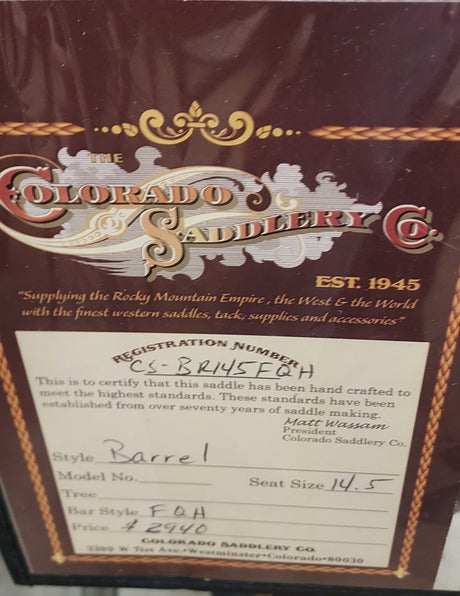 THE
COLORADO
SADDLERY CO.
EST. 1945
"Supplying the Rocky Mountain Empire, the West & the World
with the finest western saddles, tack, supplies and accessories"
REGISTRATION NUMBER
CS-BR145FQH
This is to certify that this saddle has been hand crafted to
meet the highest standards. These standards have been
established from over seventy years of saddle making.
Matt Wassam
President
Colorado Saddlery Co.
Style Barrel
Model No. Seat Size 14.5
Tree
Bar Style FQH
Price $2940
COLORADO SADDLERY CO.
3300 W 71st Ave.•Westminster•Colorado•80030